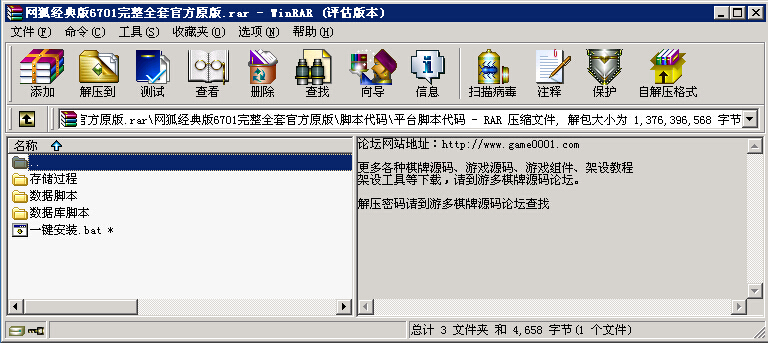 网狐经典版6701完整全套官方原版.rar - WinRAR (评估版本)
文件(F) 命令(C) 工具(S) 收藏夹(O) 选项(N) 帮助(H)
添加 解压到 测试 查看 删除 查找 向导 信息 扫描病毒 注释 保护 自解压格式
官方原版.rar\网狐经典版6701完整全套官方原版\脚本代码\平台脚本代码 - RAR 压缩文件, 解包大小为 1,376,396,568 字节
名称
..
存储过程
数据脚本
数据库脚本
一键安装.bat *
论坛网站地址：http://www.game0001.com
更多各种棋牌源码、游戏源码、游戏组件、架设教程
架设工具等下载，请到游多棋牌源码论坛。
解压密码请到游多棋牌源码论坛查找
总计 3 文件夹 和 4,658 字节(1 个文件)